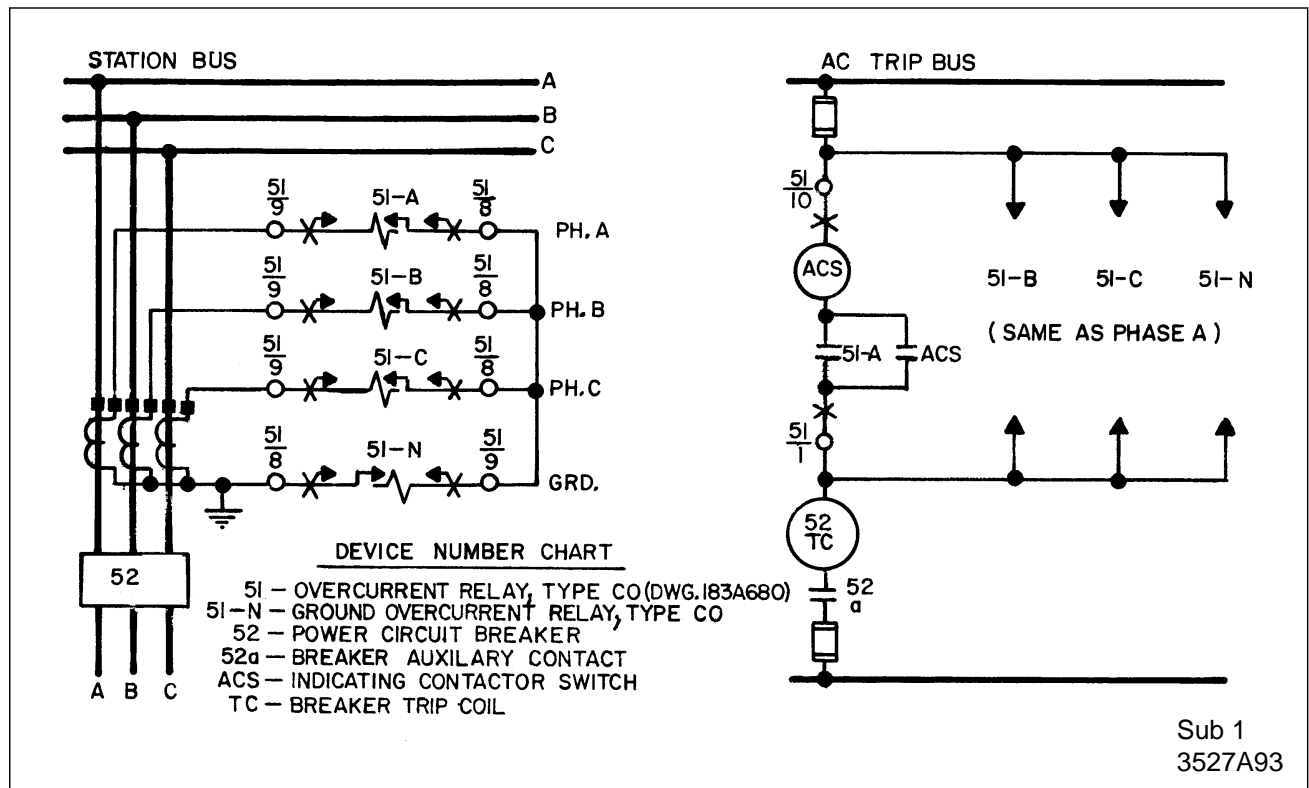 STATION BUS
A
B
C
51
9
51-A
51
8
PH. A
51
9
51-B
51
8
PH. B
51
9
51-C
51
8
PH. C
51
8
51-N
51
9
GRD.
52
A B C
DEVICE NUMBER CHART
51 — OVERCURRENT RELAY, TYPE CO (DWG. 183A680)
51-N — GROUND OVERCURRENT RELAY, TYPE CO
52 — POWER CIRCUIT BREAKER
52a — BREAKER AUXILARY CONTACT
ACS — INDICATING CONTACTOR SWITCH
TC — BREAKER TRIP COIL
AC TRIP BUS
51
10
ACS
51-A
ACS
51
1
52
TC
52
a
51-B 51-C 51-N
(SAME AS PHASE A)
Sub 1
3527A93